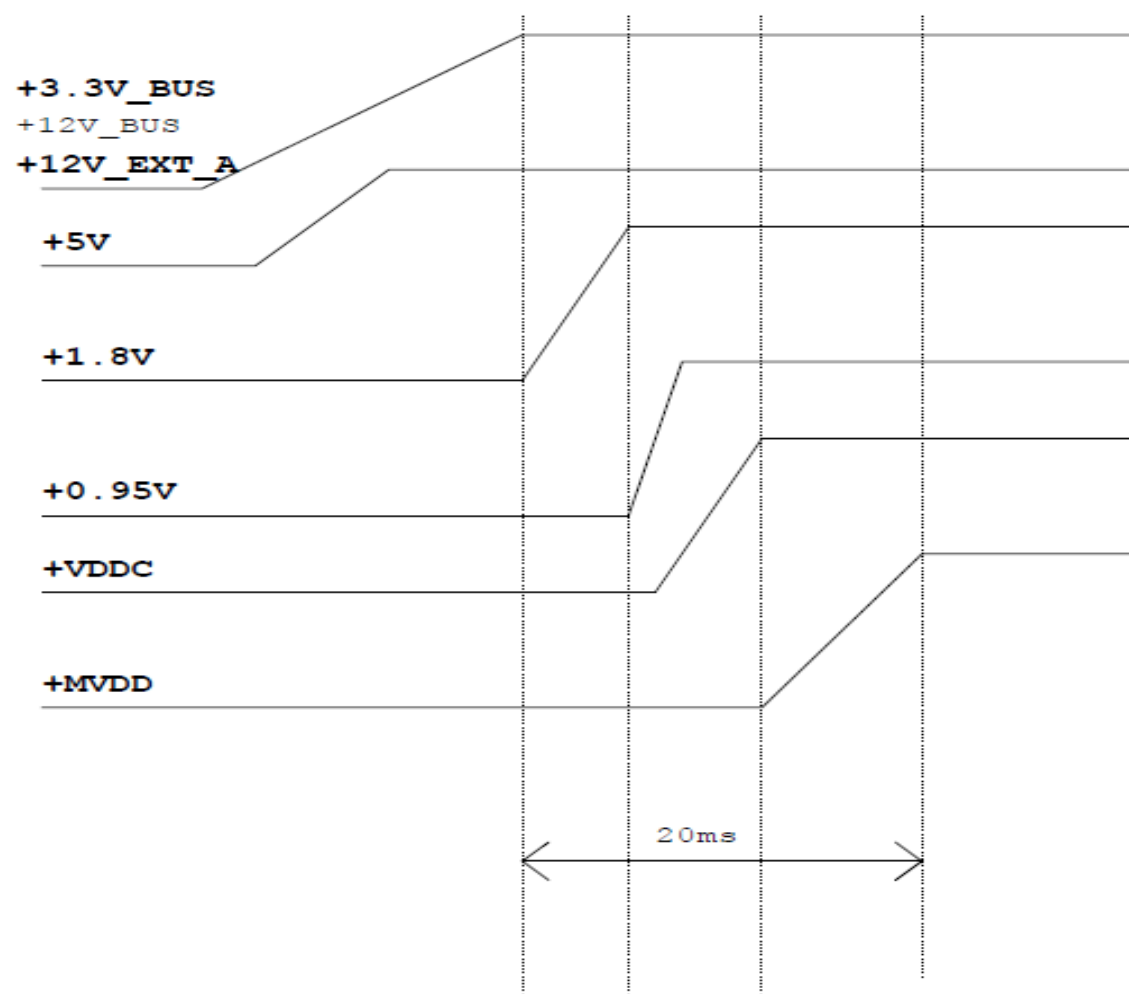 +3.3V_BUS
+12V_BUS
+12V_EXT_A
+5V
+1.8V
+0.95V
+VDDC
+MVDD
20ms